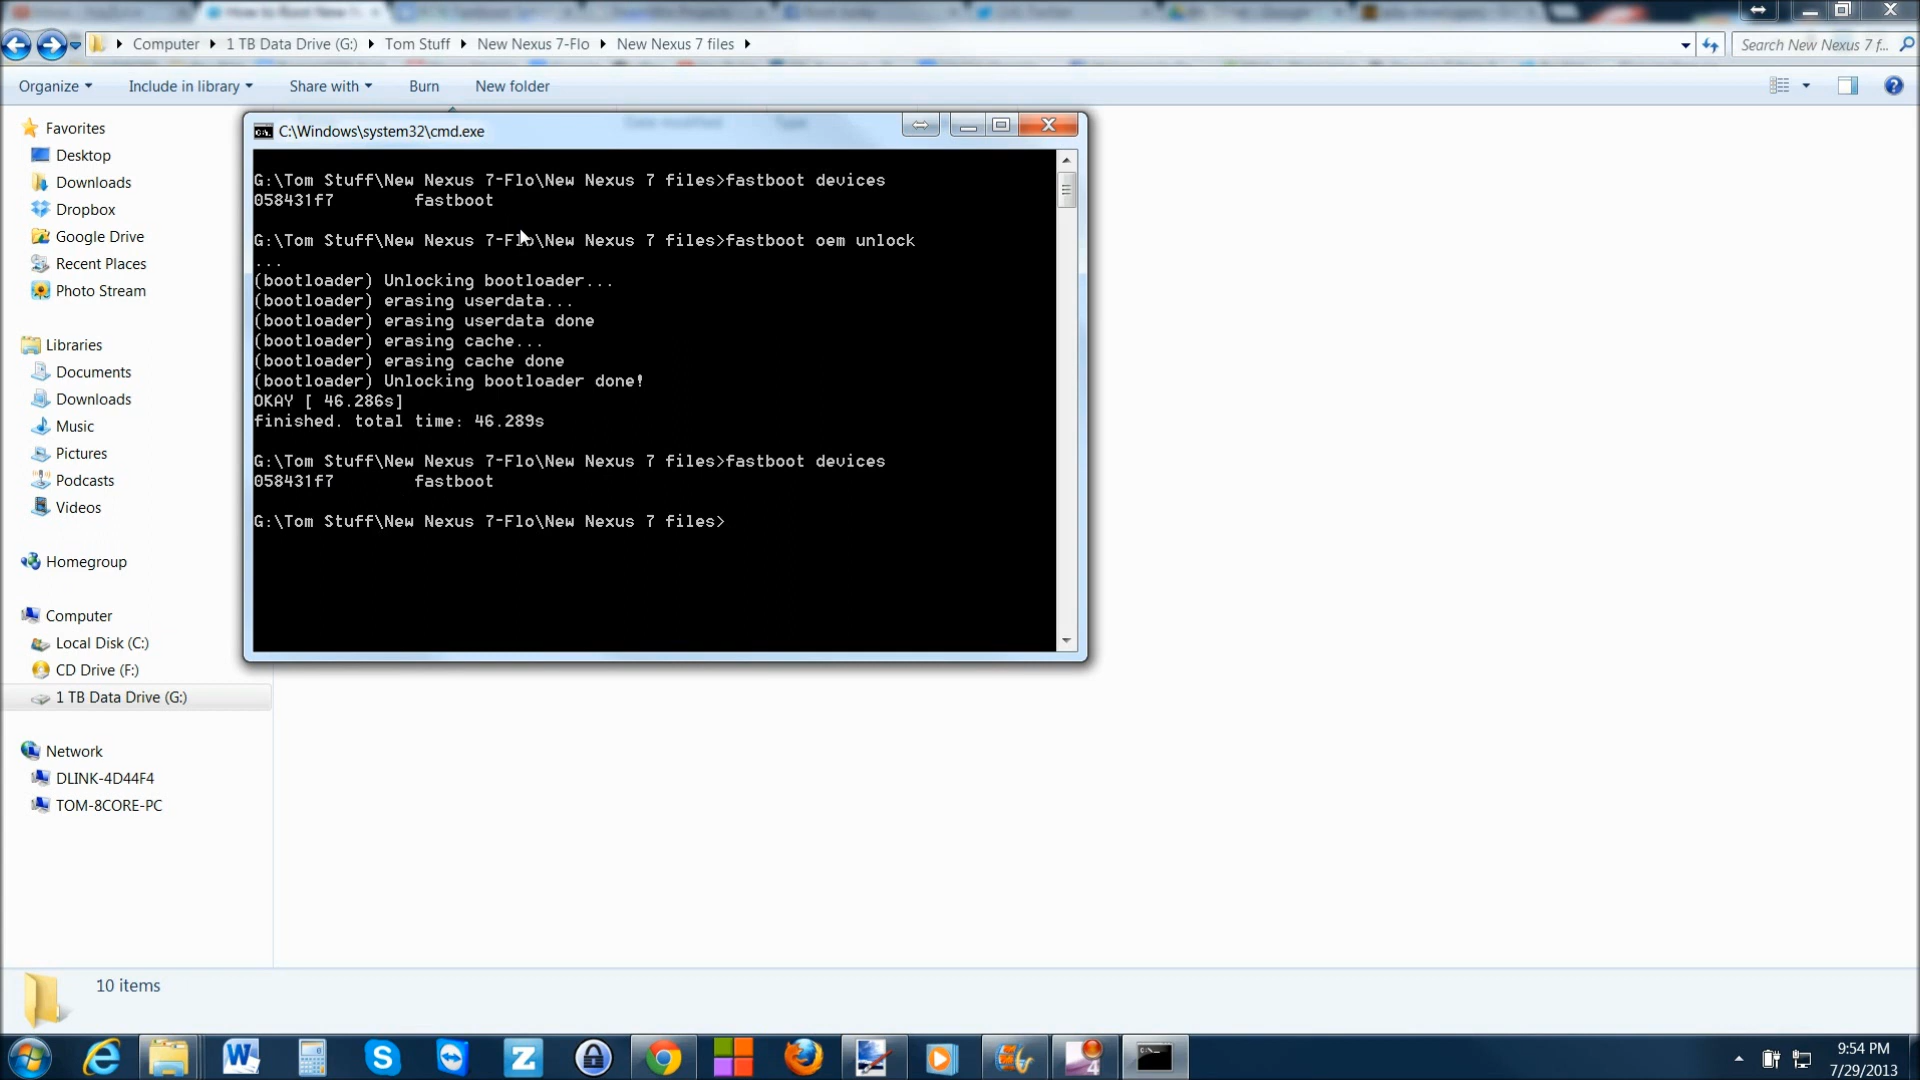 Computer ▸ 1 TB Data Drive (G:) ▸ Tom Stuff ▸ New Nexus 7-Flo ▸ New Nexus 7 files ▸
Search New Nexus 7 f...
Organize Include in library Share with Burn New folder
Favorites
Desktop
Downloads
Dropbox
Google Drive
Recent Places
Photo Stream
Libraries
Documents
Downloads
Music
Pictures
Podcasts
Videos
Homegroup
Computer
Local Disk (C:)
CD Drive (F:)
1 TB Data Drive (G:)
Network
DLINK-4D44F4
TOM-8CORE-PC
Date modified Type
C:\Windows\system32\cmd.exe
G:\Tom Stuff\New Nexus 7-Flo\New Nexus 7 files>fastboot devices
058431f7 fastboot
G:\Tom Stuff\New Nexus 7-Flo\New Nexus 7 files>fastboot oem unlock
...
(bootloader) Unlocking bootloader...
(bootloader) erasing userdata...
(bootloader) erasing userdata done
(bootloader) erasing cache...
(bootloader) erasing cache done
(bootloader) Unlocking bootloader done!
OKAY [ 46.286s]
finished. total time: 46.289s
G:\Tom Stuff\New Nexus 7-Flo\New Nexus 7 files>fastboot devices
058431f7 fastboot
G:\Tom Stuff\New Nexus 7-Flo\New Nexus 7 files>
10 items
9:54 PM
7/29/2013